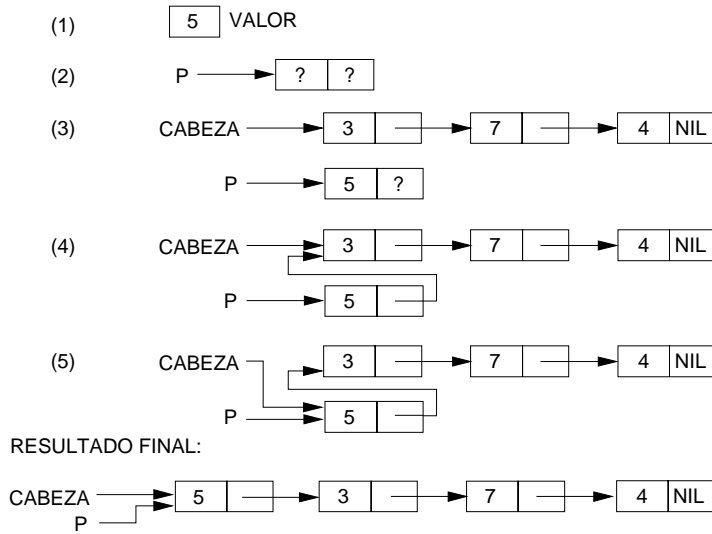 (1) 5 VALOR
(2) P ? ?
(3) CABEZA 3 7 4 NIL
P 5 ?
(4) CABEZA 3 7 4 NIL
P 5
(5) CABEZA 3 7 4 NIL
P 5
RESULTADO FINAL:
CABEZA 5 3 7 4 NIL
P